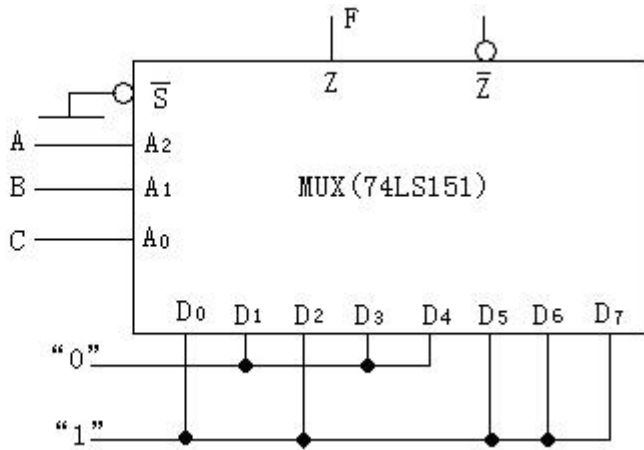 F
S̅ Z Z̅
A A₂
B A₁ MUX(74LS151)
C A₀
D₀ D₁ D₂ D₃ D₄ D₅ D₆ D₇
“0”
“1”